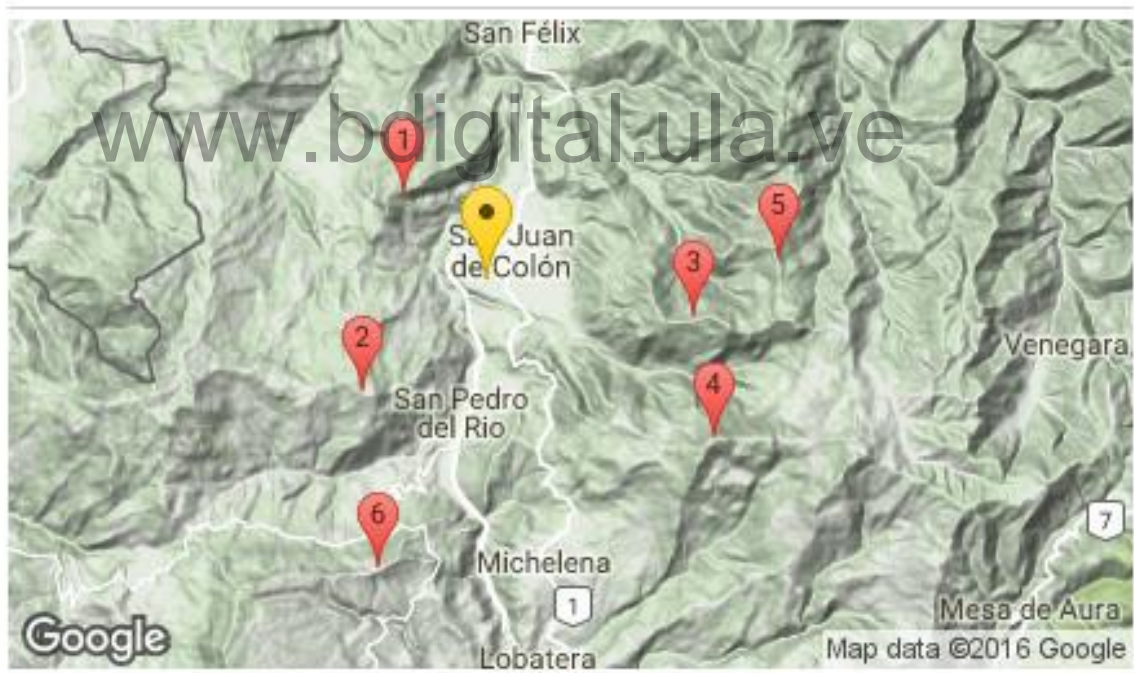 San Félix
www.bdigital.ula.ve
1
5
San Juan
de Colón
3
2
Venegara
4
San Pedro
del Rio
6
7
Michelena
1
Mesa de Aura
Google
Map data ©2016 Google
Lobatera